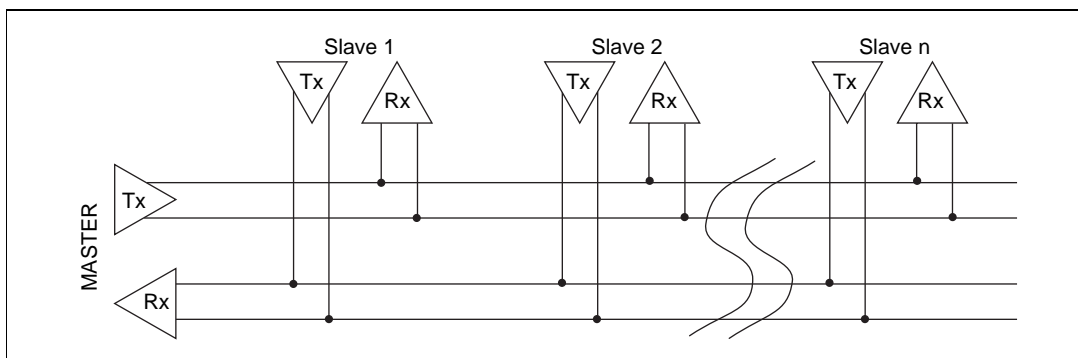 Slave 1
Slave 2
Slave n
Tx
Rx
Tx
Rx
Tx
Rx
Tx
MASTER
Rx